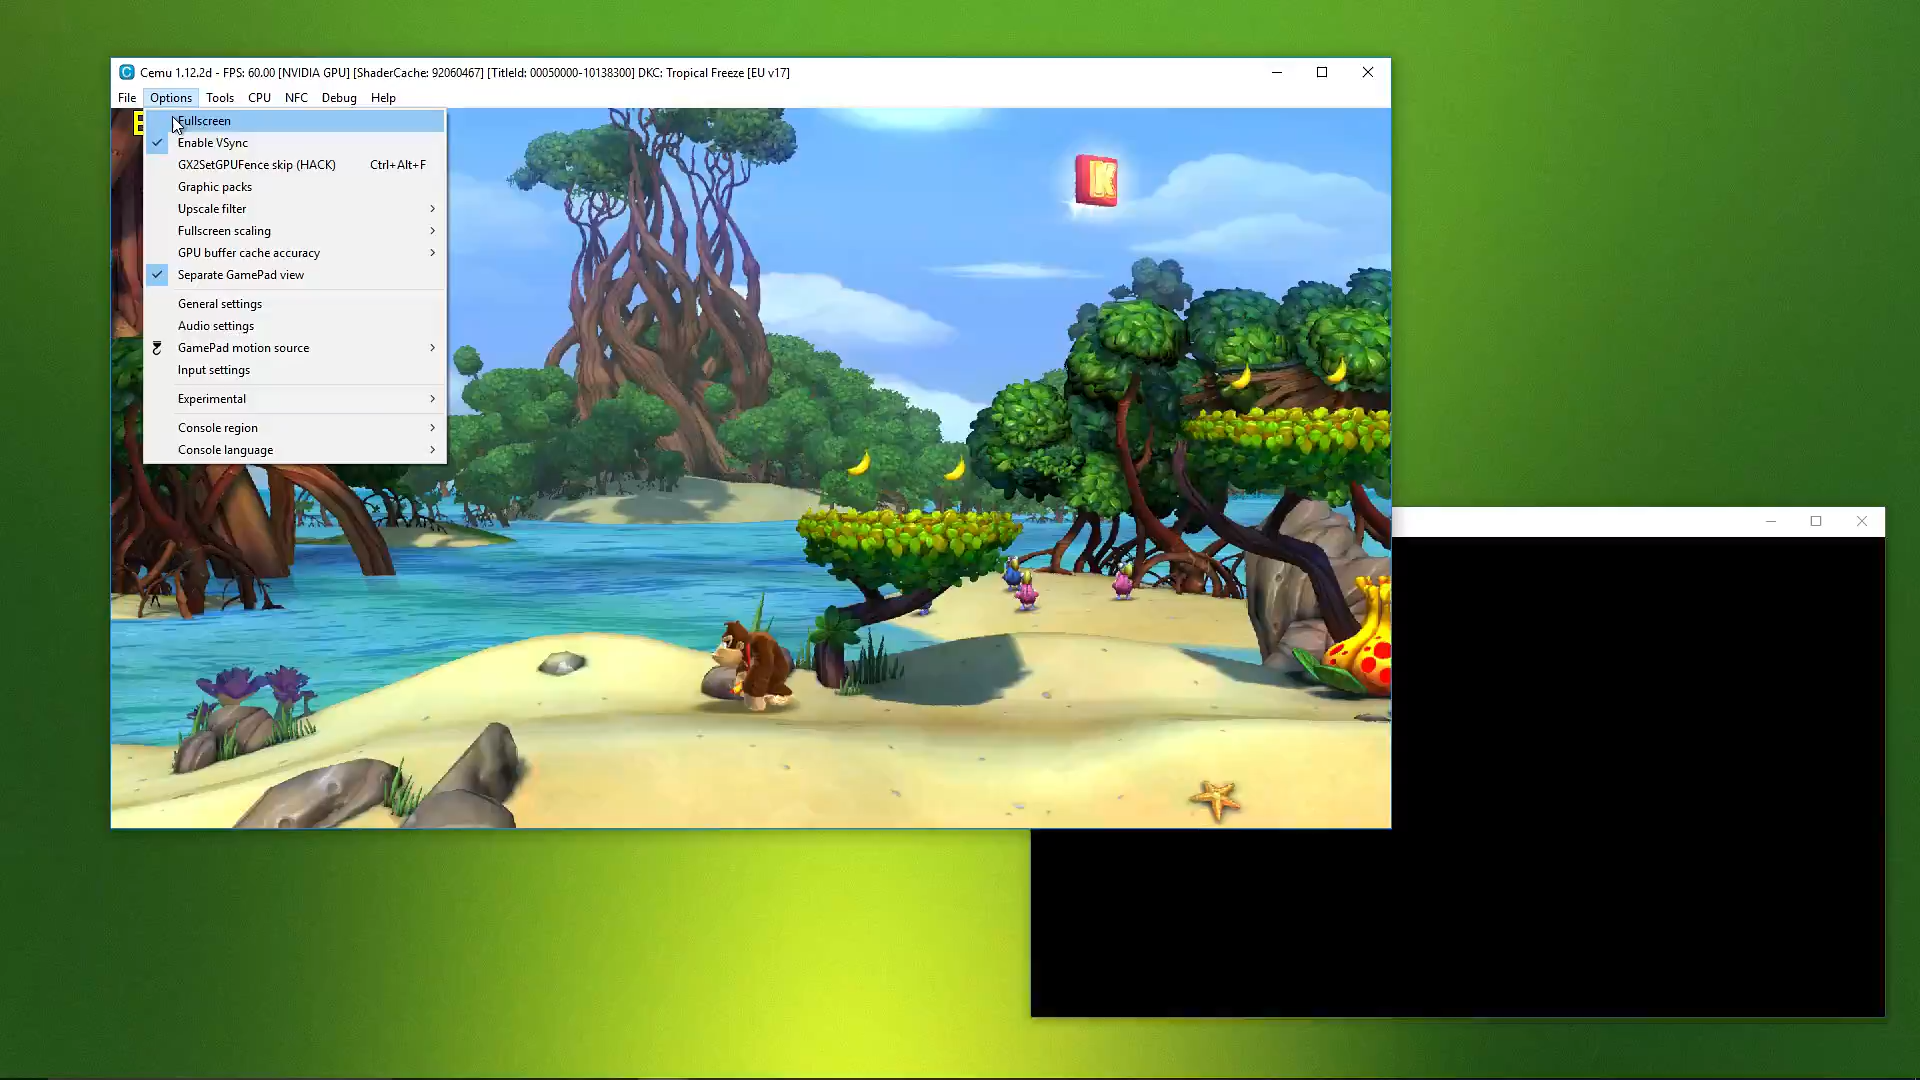 Cemu 1.12.2d - FPS: 60.00 [NVIDIA GPU] [ShaderCache: 92060467] [TitleId: 00050000-10138300] DKC: Tropical Freeze [EU v17]
File Options Tools CPU NFC Debug Help
Fullscreen
Enable VSync
GX2SetGPUFence skip (HACK) Ctrl+Alt+F
Graphic packs
Upscale filter
Fullscreen scaling
GPU buffer cache accuracy
Separate GamePad view
General settings
Audio settings
GamePad motion source
Input settings
Experimental
Console region
Console language
K